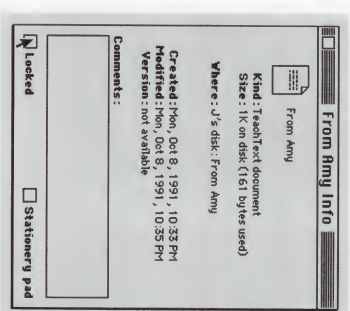 From Amy Info
From Amy
Kind: TeachText document
Size: 1K on disk (161 bytes used)
Where: J's disk: From Amy
Created: Mon, Oct 8, 1991, 10:33 PM
Modified: Mon, Oct 8, 1991, 10:35 PM
Version: not available
Comments:
Locked
Stationery pad